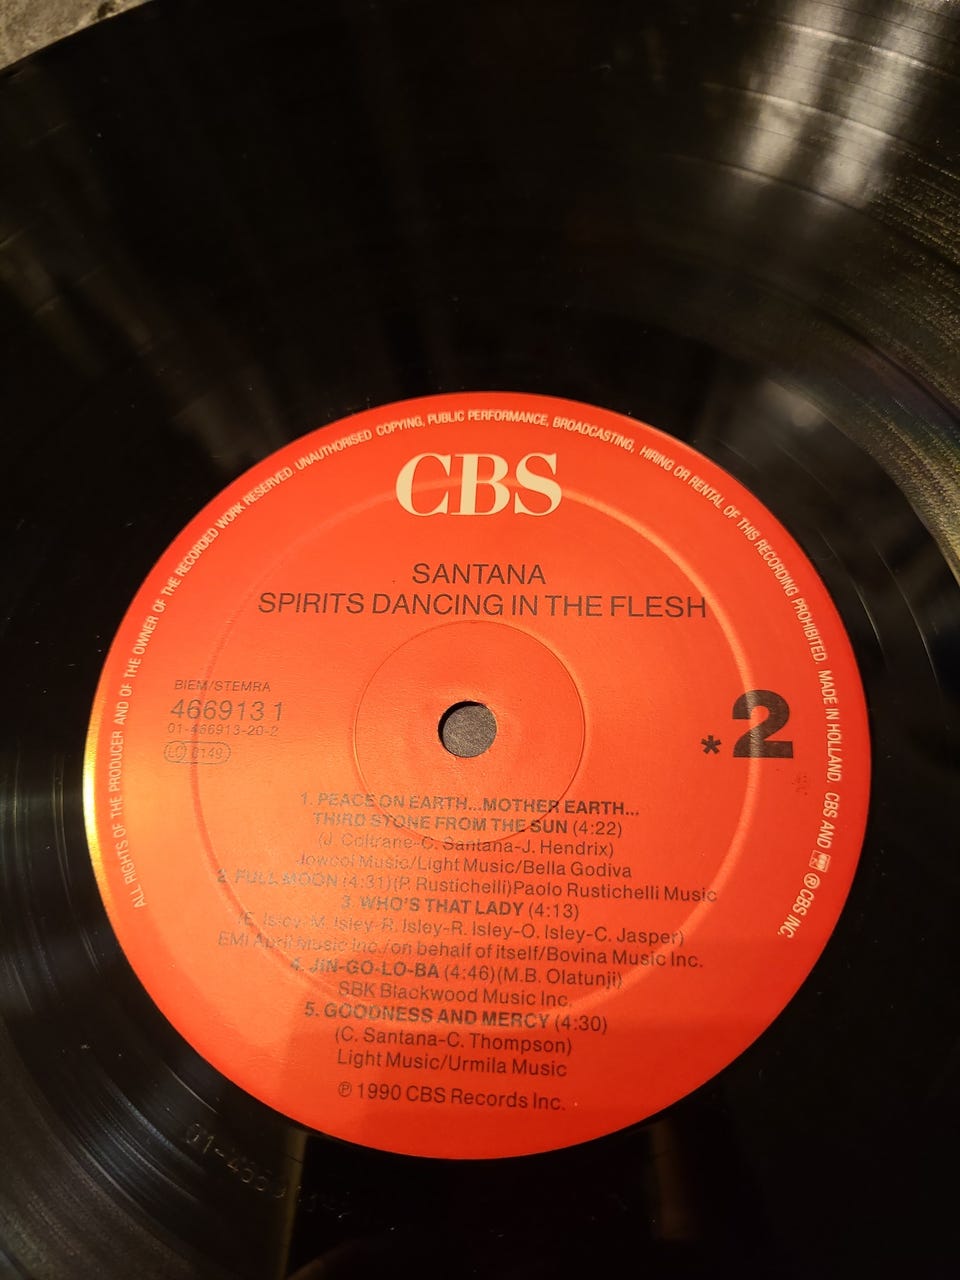 ALL RIGHTS OF THE PRODUCER AND OF THE OWNER OF THE RECORDED WORK RESERVED. UNAUTHORISED COPYING, PUBLIC PERFORMANCE, BROADCASTING, HIRING OR RENTAL OF THIS RECORDING PROHIBITED. MADE IN HOLLAND. CBS AND ℗ CBS INC.
CBS
SANTANA
SPIRITS DANCING IN THE FLESH
BIEM/STEMRA
466913 1
01-466913-20-2
LC 0149
* 2
1. PEACE ON EARTH...MOTHER EARTH...
THIRD STONE FROM THE SUN (4:22)
(J. Coltrane-C. Santana-J. Hendrix)
Jowcol Music/Light Music/Bella Godiva
2. FULL MOON (4:31)(P. Rustichelli)Paolo Rustichelli Music
3. WHO'S THAT LADY (4:13)
(E. Isley-M. Isley-R. Isley-R. Isley-O. Isley-C. Jasper)
EMI April Music Inc./on behalf of itself/Bovina Music Inc.
4. JIN-GO-LO-BA (4:46)(M.B. Olatunji)
SBK Blackwood Music Inc.
5. GOODNESS AND MERCY (4:30)
(C. Santana-C. Thompson)
Light Music/Urmila Music
℗ 1990 CBS Records Inc.